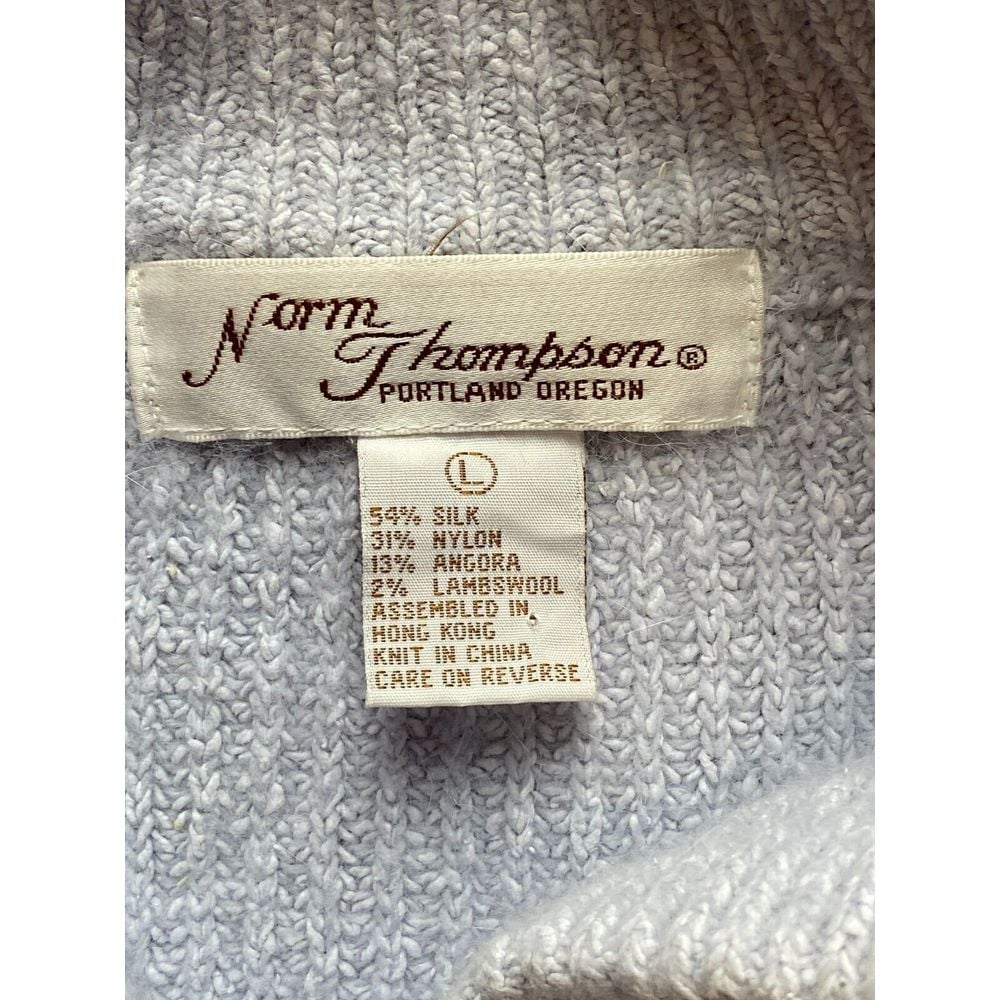 Norm
Thompson®
PORTLAND OREGON
L
54% SILK
31% NYLON
13% ANGORA
2% LAMBSWOOL
ASSEMBLED IN
HONG KONG
KNIT IN CHINA
CARE ON REVERSE